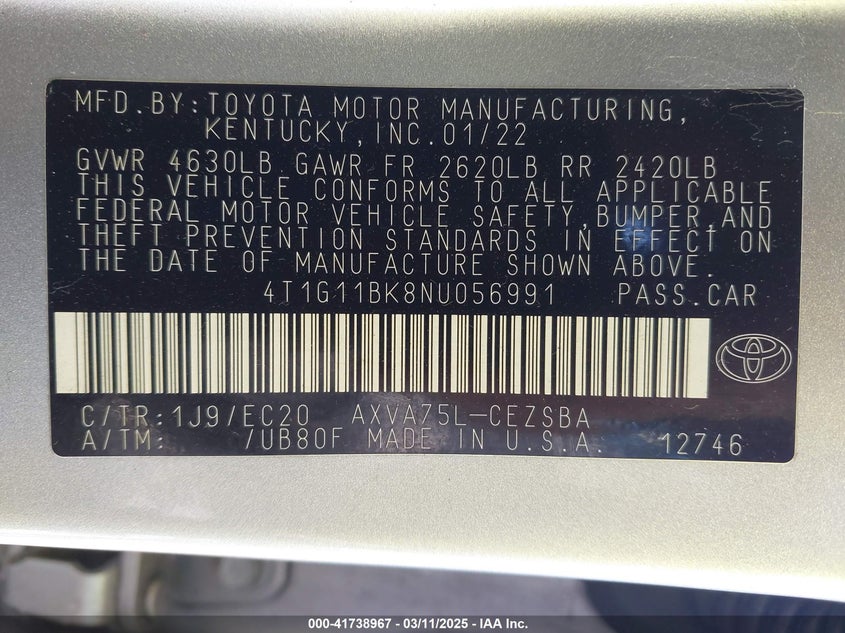 MFD.BY:TOYOTA MOTOR MANUFACTURING,
KENTUCKY,INC.01/22
GVWR 4630LB GAWR FR 2620LB RR 2420LB
THIS VEHICLE CONFORMS TO ALL APPLICABLE
FEDERAL MOTOR VEHICLE SAFETY,BUMPER,AND
THEFT PREVENTION STANDARDS IN EFFECT ON
THE DATE OF MANUFACTURE SHOWN ABOVE.
4T1G11BK8NU056991 PASS.CAR
C/TR:1J9/EC20 AXVA75L-CEZSBA
A/TM: /UB80F MADE IN U.S.A. 12746
000-41738967 - 03/11/2025 - IAA Inc.